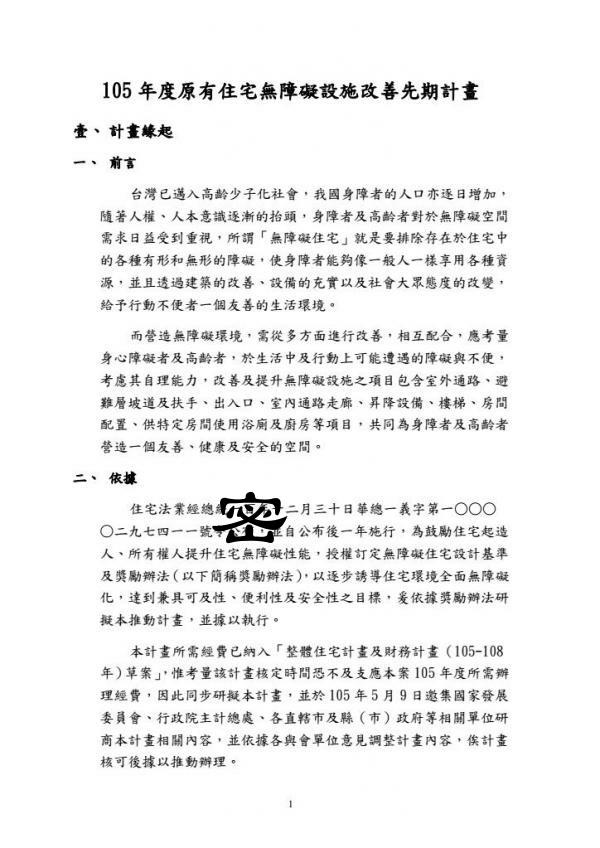 105 年度原有住宅無障礙設施改善先期計畫
壹、計畫緣起
一、 前言
台灣已邁入高齡少子化社會，我國身障者的人口亦逐日增加，
隨著人權、人本意識逐漸的抬頭，身障者及高齡者對於無障礙空間
需求日益受到重視，所謂「無障礙住宅」就是要排除存在於住宅中
的各種有形和無形的障礙，使身障者能夠像一般人一樣享用各種資
源，並且透過建築的改善、設備的充實以及社會大眾態度的改變，
給予行動不便者一個友善的生活環境。
而營造無障礙環境，需從多方面進行改善，相互配合，應考量
身心障礙者及高齡者，於生活中及行動上可能遭遇的障礙與不便，
考慮其自理能力，改善及提升無障礙設施之項目包含室外通路、避
難層坡道及扶手、出入口、室內通路走廊、昇降設備、樓梯、房間
配置、供特定房間使用浴廁及廚房等項目，共同為身障者及高齡者
營造一個友善、健康及安全的空間。
二、 依據
住宅法業經總統一百年十二月三十日華總一義字第一〇〇〇
密
〇二九七四一一號 自公布後一年施行，為鼓勵住宅起造
人、所有權人提升住宅無障礙性能，授權訂定無障礙住宅設計基準
及獎勵辦法（以下簡稱獎勵辦法），以逐步誘導住宅環境全面無障礙
化，達到兼具可及性、便利性及安全性之目標，爰依據獎勵辦法研
擬本推動計畫，並據以執行。
本計畫所需經費已納入「整體住宅計畫及財務計畫（105-108
年）草案」，惟考量該計畫核定時間恐不及支應本案 105 年度所需辦
理經費，因此同步研擬本計畫，並於 105 年 5 月 9 日邀集國家發展
委員會、行政院主計總處、各直轄市及縣（市）政府等相關單位研
商本計畫相關內容，並依據各與會單位意見調整計畫內容，俟計畫
核可後據以推動辦理。
1